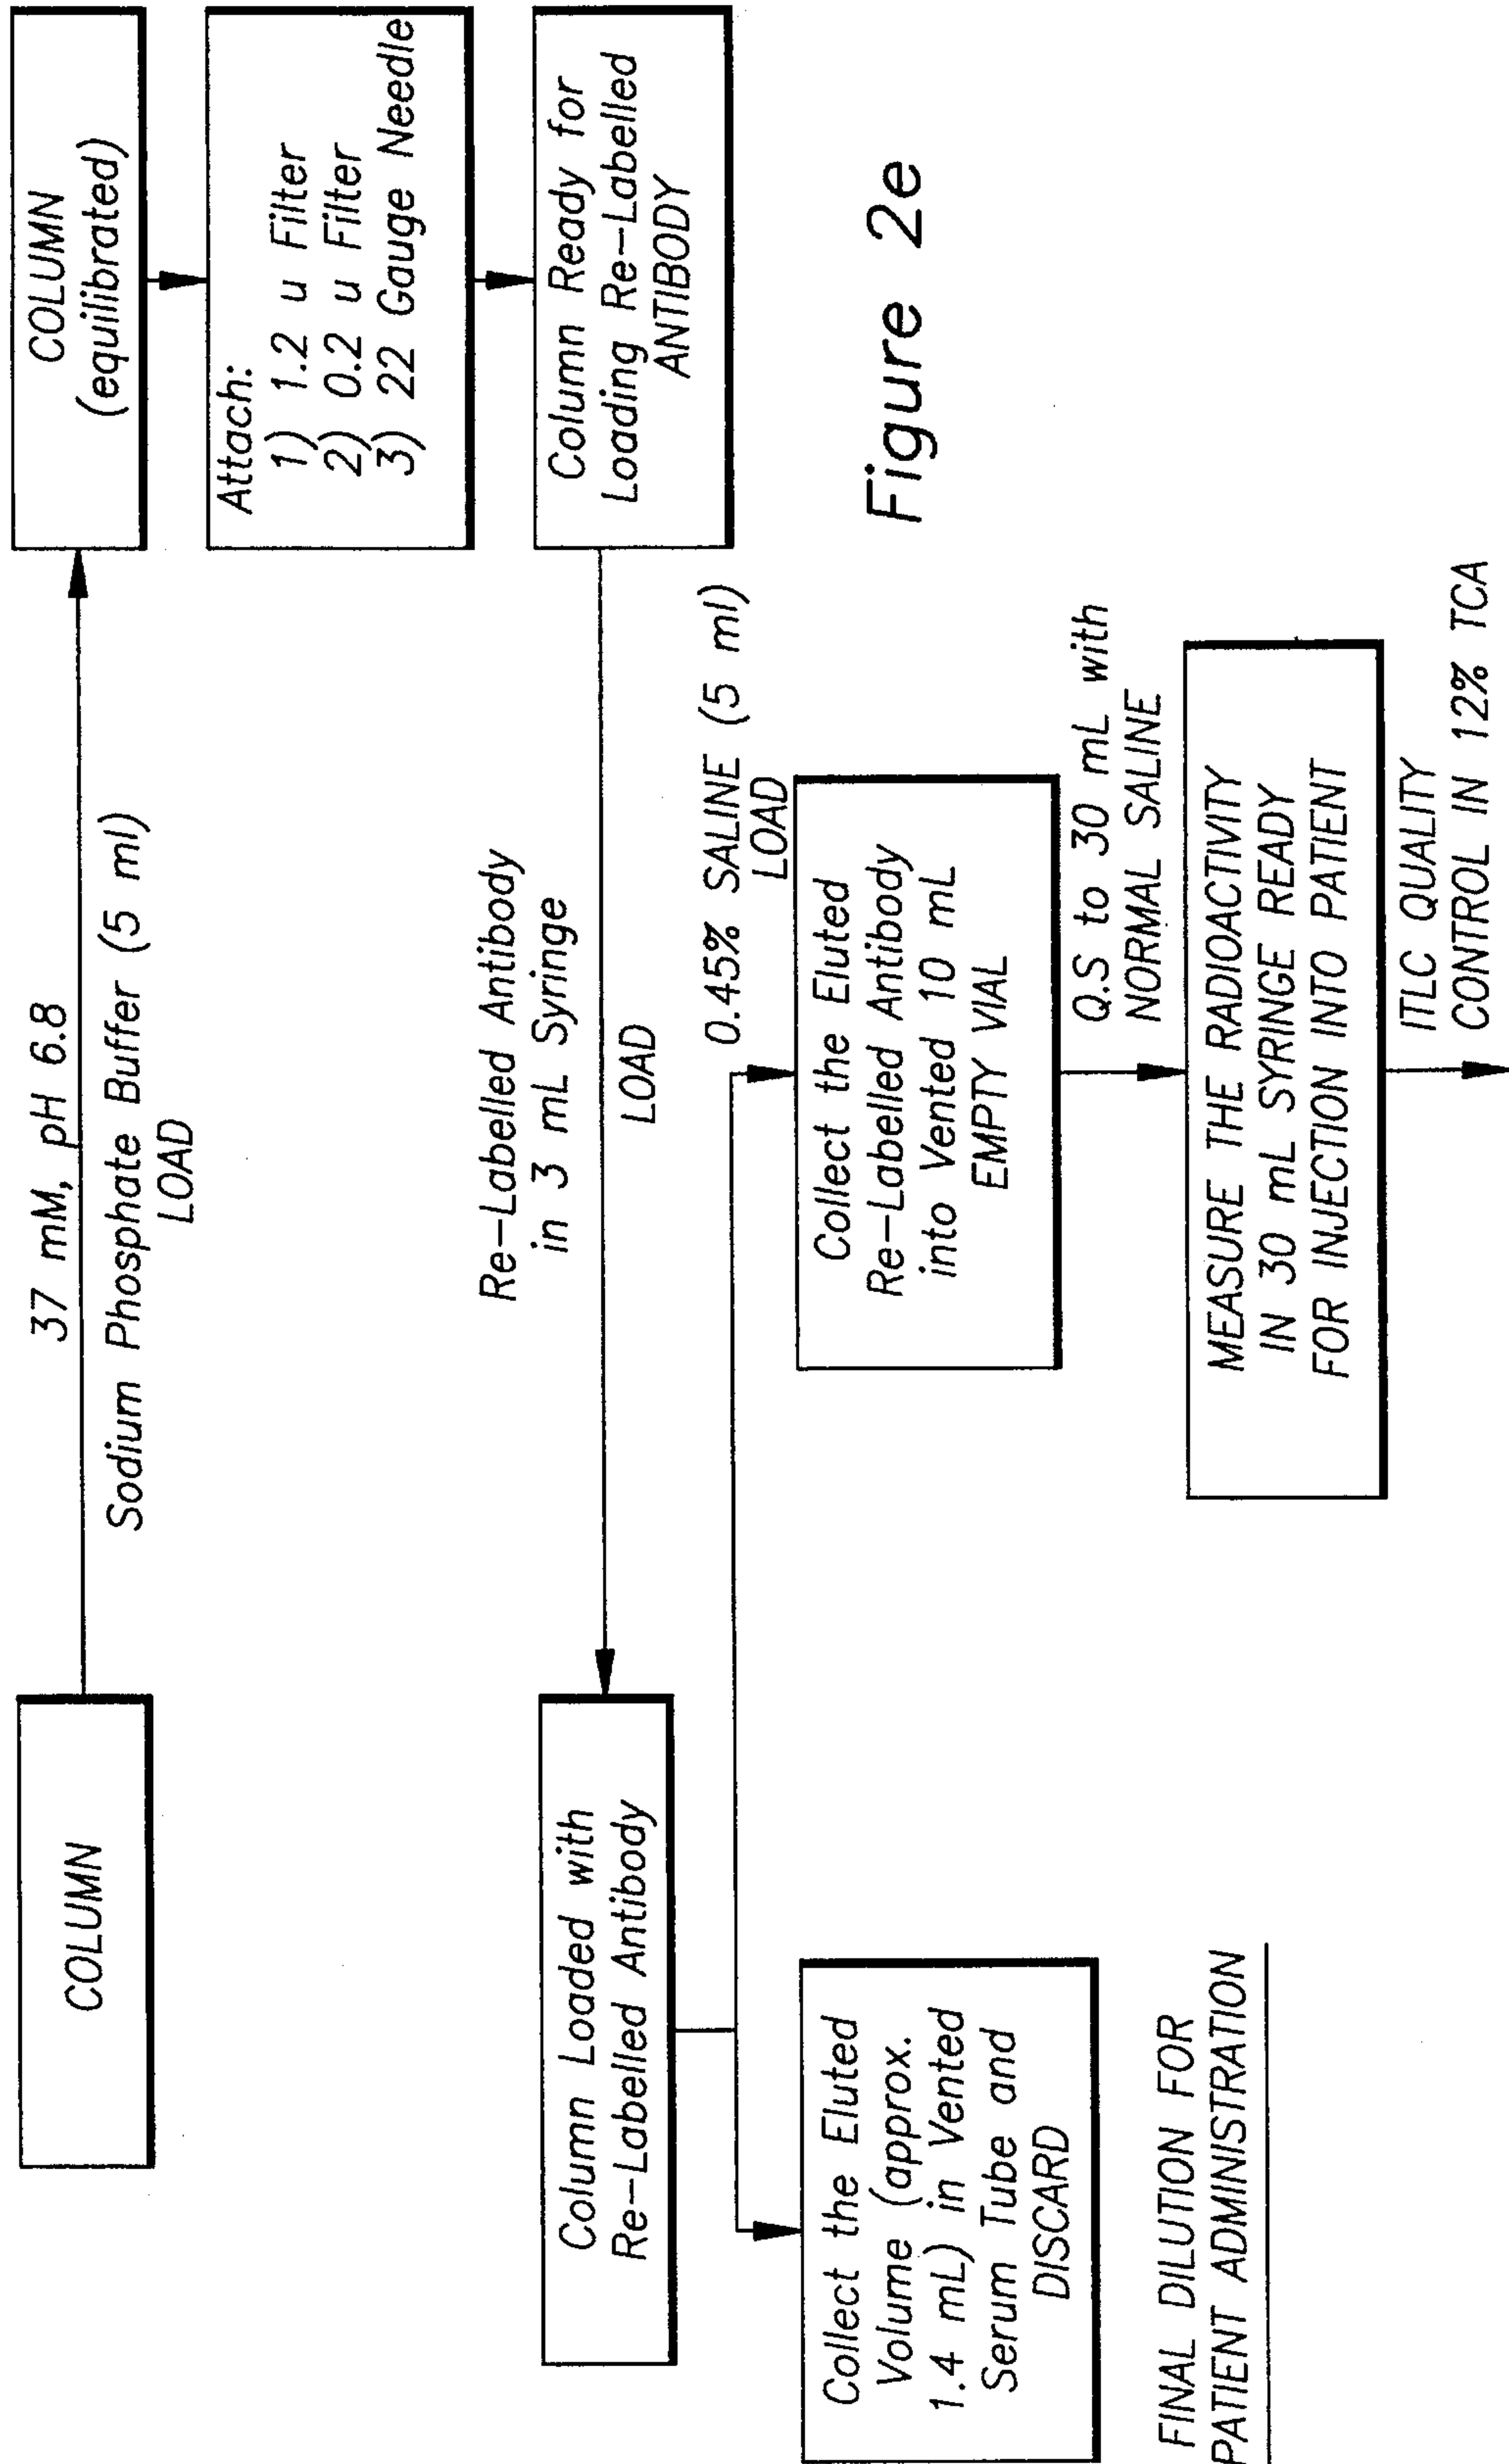 COLUMN
37 mM, pH 6.8
Sodium Phosphate Buffer (5 ml)
LOAD
COLUMN
(equilibrated)
Attach:
1) 1.2 u Filter
2) 0.2 u Filter
3) 22 Gauge Needle
Column Ready for
Loading Re-Labelled
ANTIBODY
Re-Labelled Antibody
in 3 mL Syringe
LOAD
Column Loaded with
Re-Labelled Antibody
0.45% SALINE (5 ml)
LOAD
Collect the Eluted
Volume (approx.
1.4 mL) in Vented
Serum Tube and
DISCARD
Collect the Eluted
Re-Labelled Antibody
into Vented 10 mL
EMPTY VIAL
Q.S to 30 mL with
NORMAL SALINE
FINAL DILUTION FOR
PATIENT ADMINISTRATION
MEASURE THE RADIOACTIVITY
IN 30 mL SYRINGE READY
FOR INJECTION INTO PATIENT
ITLC QUALITY
CONTROL IN 12% TCA
Figure 2e